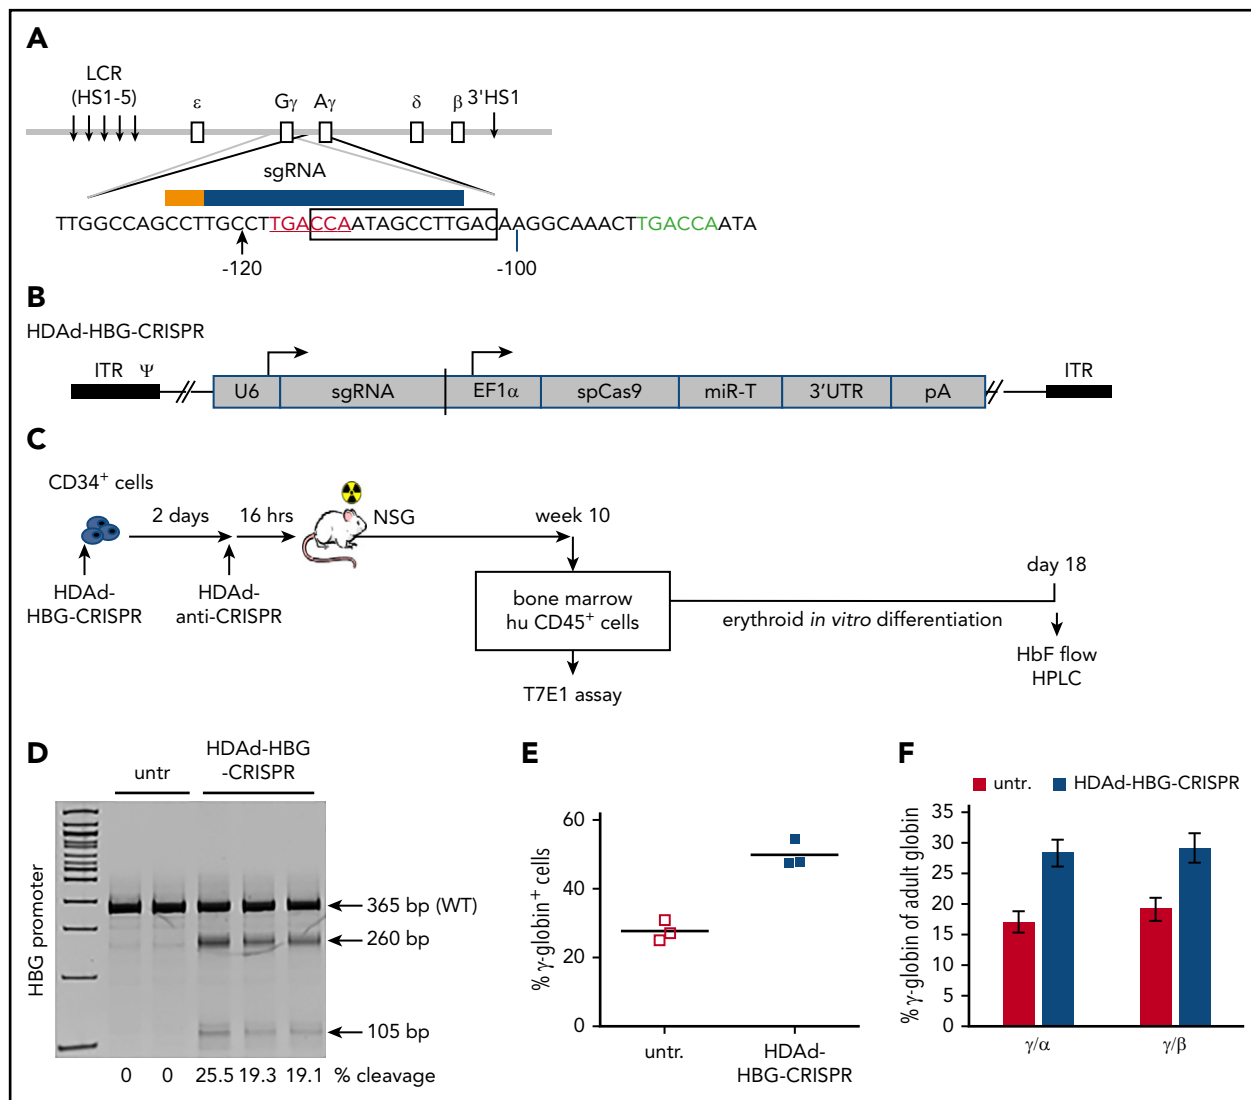 A
LCR
(HS1-5)
ε
Gγ
Aγ
δ
β
3'HS1
sgRNA
TTGGCCAGCCTTGCCTTGACCAATAGCCTTGACAAGGCAAACTTGACCAATA
-120
-100
B
HDAd-HBG-CRISPR
ITR
Ψ
ITR
U6
sgRNA
EF1α
spCas9
miR-T
3'UTR
pA
C
CD34+ cells
2 days
16 hrs
NSG
week 10
HDAd-
HBG-CRISPR
HDAd-
anti-CRISPR
bone marrow
hu CD45+ cells
T7E1 assay
erythroid in vitro differentiation
day 18
HbF flow
HPLC
D
untr
HDAd-HBG
-CRISPR
HBG promoter
365 bp (WT)
260 bp
105 bp
0 0 25.5 19.3 19.1 % cleavage
E
% γ-globin+ cells
60
40
20
0
untr.
HDAd-
HBG-CRISPR
F
untr.
HDAd-HBG-CRISPR
% γ-globin of adult globin
35
30
25
20
15
10
5
0
γ/α
γ/β